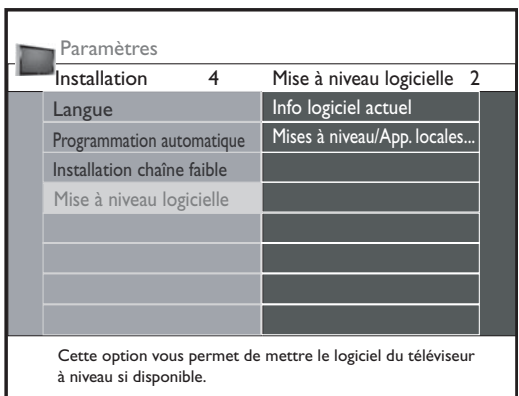 Paramètres
Installation 4 Mise à niveau logicielle 2
Langue Info logiciel actuel
Programmation automatique Mises à niveau/App. locales...
Installation chaîne faible
Mise à niveau logicielle
Cette option vous permet de mettre le logiciel du téléviseur
à niveau si disponible.